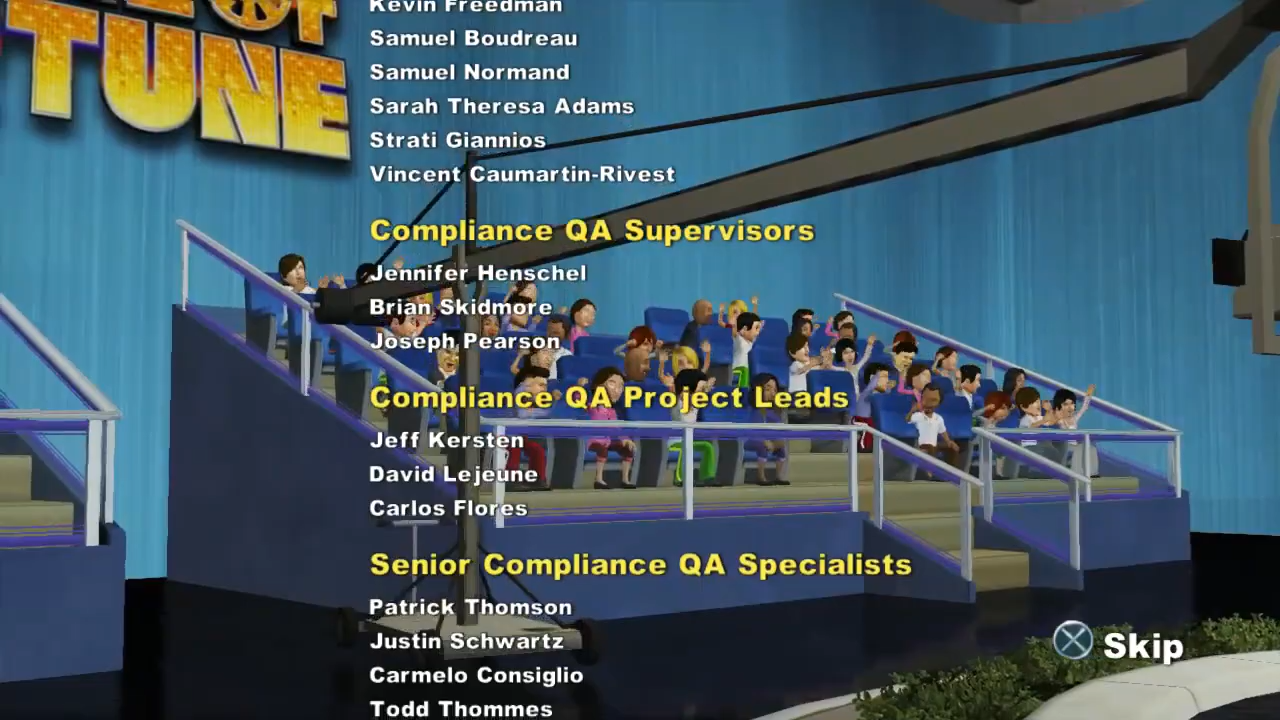 OF
TUNE
Kevin Freedman
Samuel Boudreau
Samuel Normand
Sarah Theresa Adams
Strati Giannios
Vincent Caumartin-Rivest
Compliance QA Supervisors
Jennifer Henschel
Brian Skidmore
Joseph Pearson
Compliance QA Project Leads
Jeff Kersten
David Lejeune
Carlos Flores
Senior Compliance QA Specialists
Patrick Thomson
Justin Schwartz
Carmelo Consiglio
Todd Thommes
Skip